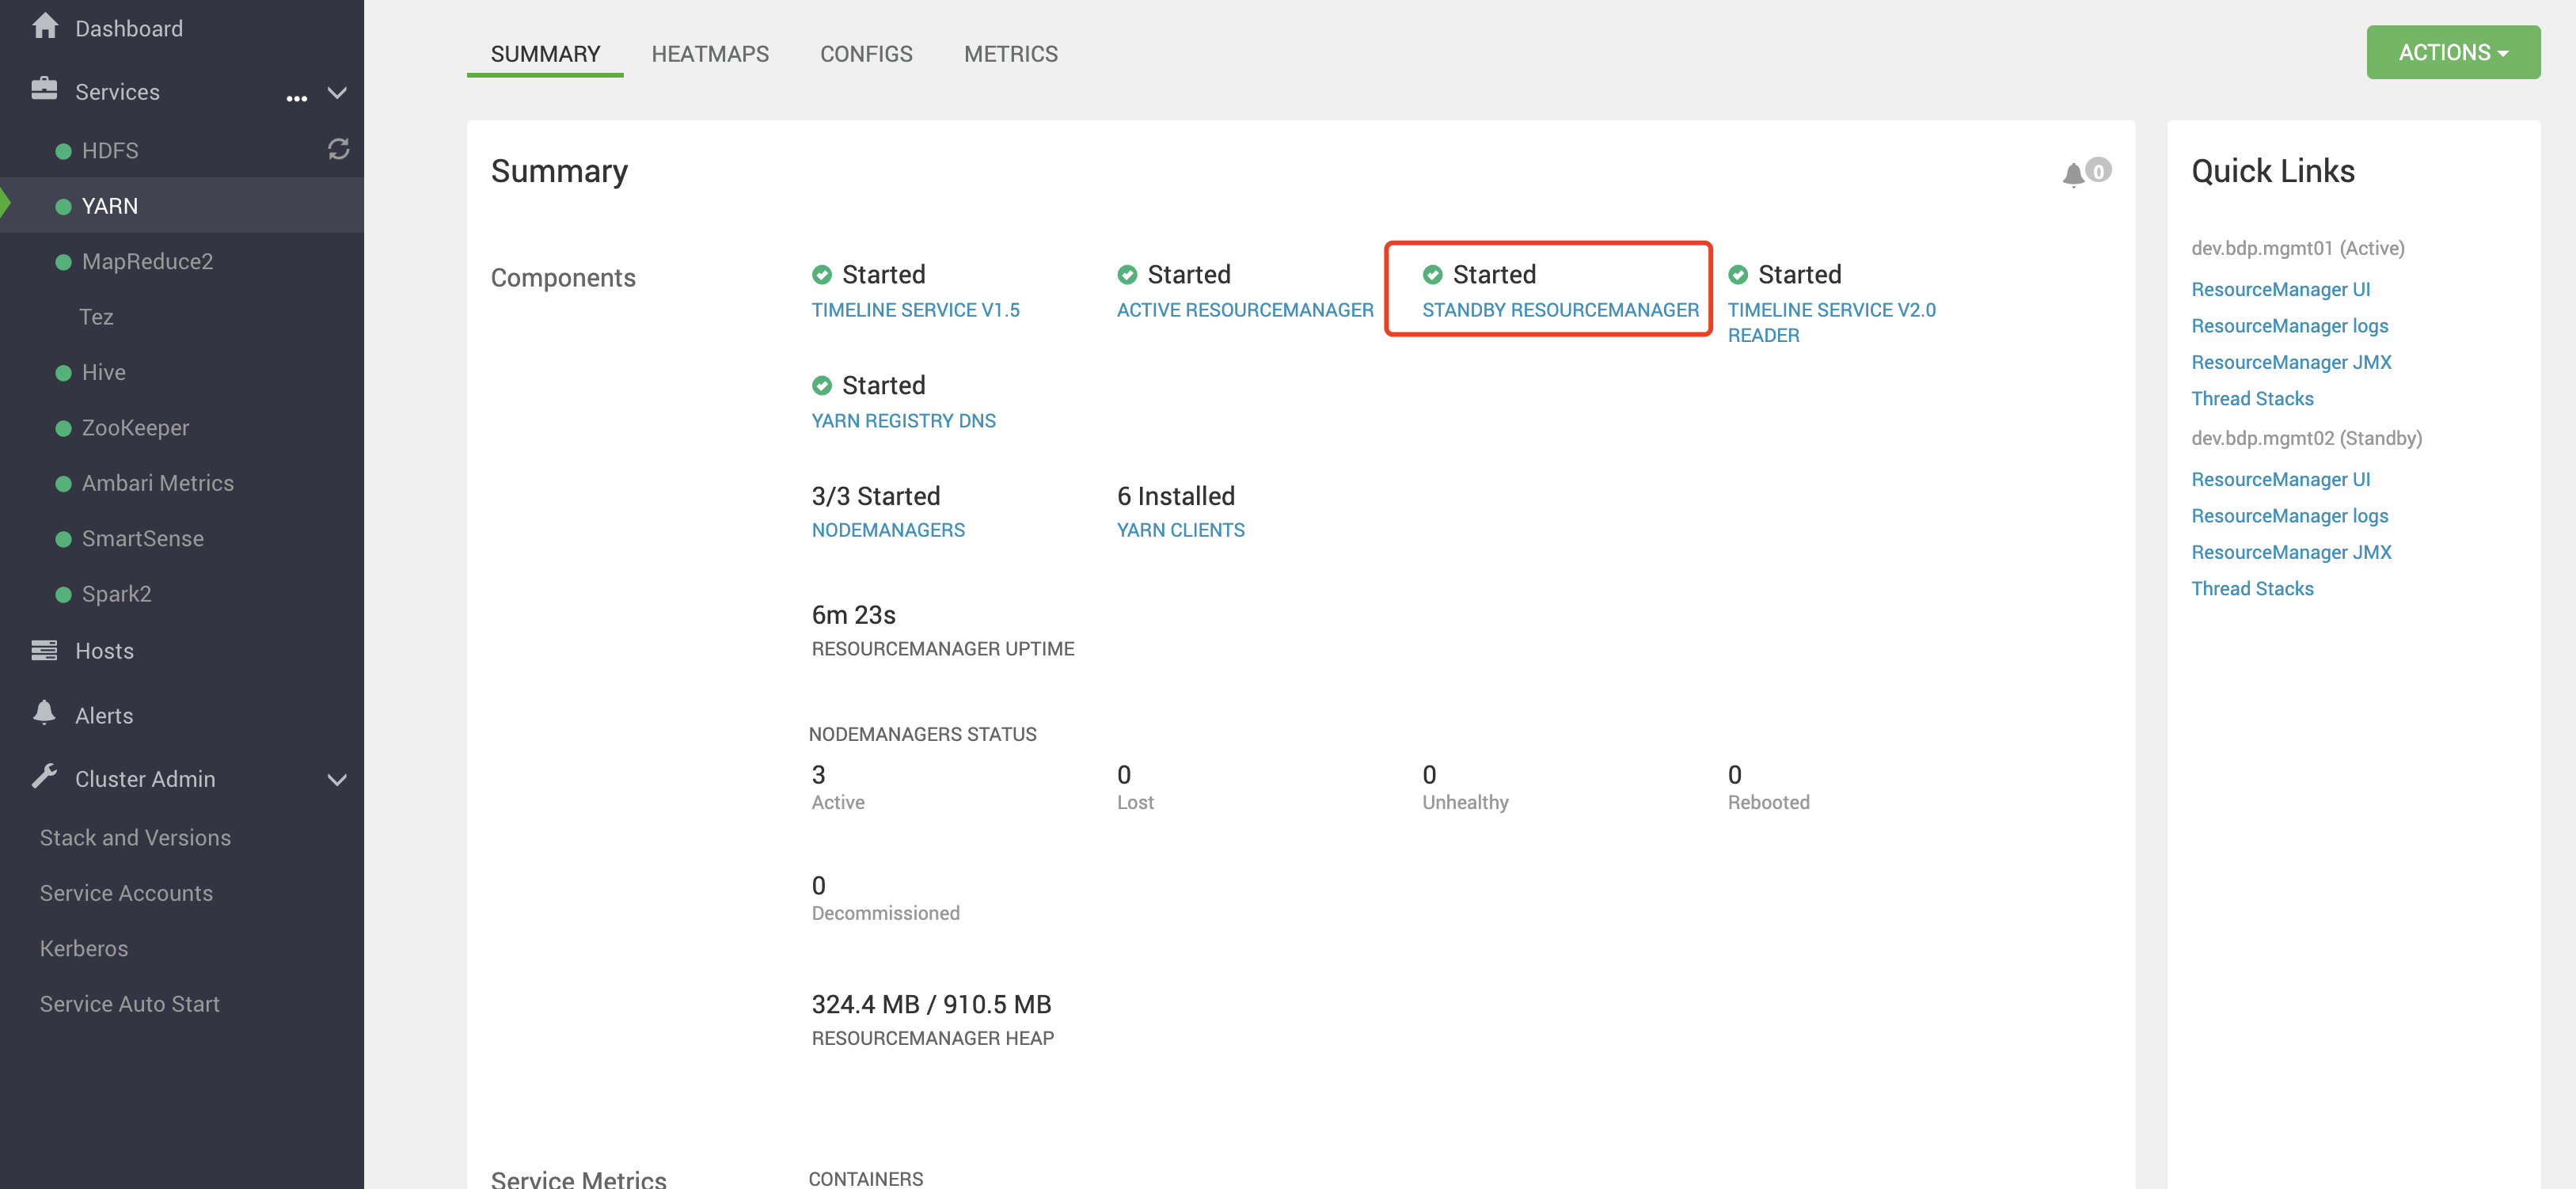 Dashboard
Services
HDFS
YARN
MapReduce2
Tez
Hive
ZooKeeper
Ambari Metrics
SmartSense
Spark2
Hosts
Alerts
Cluster Admin
Stack and Versions
Service Accounts
Kerberos
Service Auto Start
SUMMARY HEATMAPS CONFIGS METRICS
ACTIONS
Summary
0
Components
Started
TIMELINE SERVICE V1.5
Started
ACTIVE RESOURCEMANAGER
Started
STANDBY RESOURCEMANAGER
Started
TIMELINE SERVICE V2.0
READER
Started
YARN REGISTRY DNS
3/3 Started
NODEMANAGERS
6 Installed
YARN CLIENTS
6m 23s
RESOURCEMANAGER UPTIME
NODEMANAGERS STATUS
3
Active
0
Lost
0
Unhealthy
0
Rebooted
0
Decommissioned
324.4 MB / 910.5 MB
RESOURCEMANAGER HEAP
Service Metrics
CONTAINERS
Quick Links
dev.bdp.mgmt01 (Active)
ResourceManager UI
ResourceManager logs
ResourceManager JMX
Thread Stacks
dev.bdp.mgmt02 (Standby)
ResourceManager UI
ResourceManager logs
ResourceManager JMX
Thread Stacks